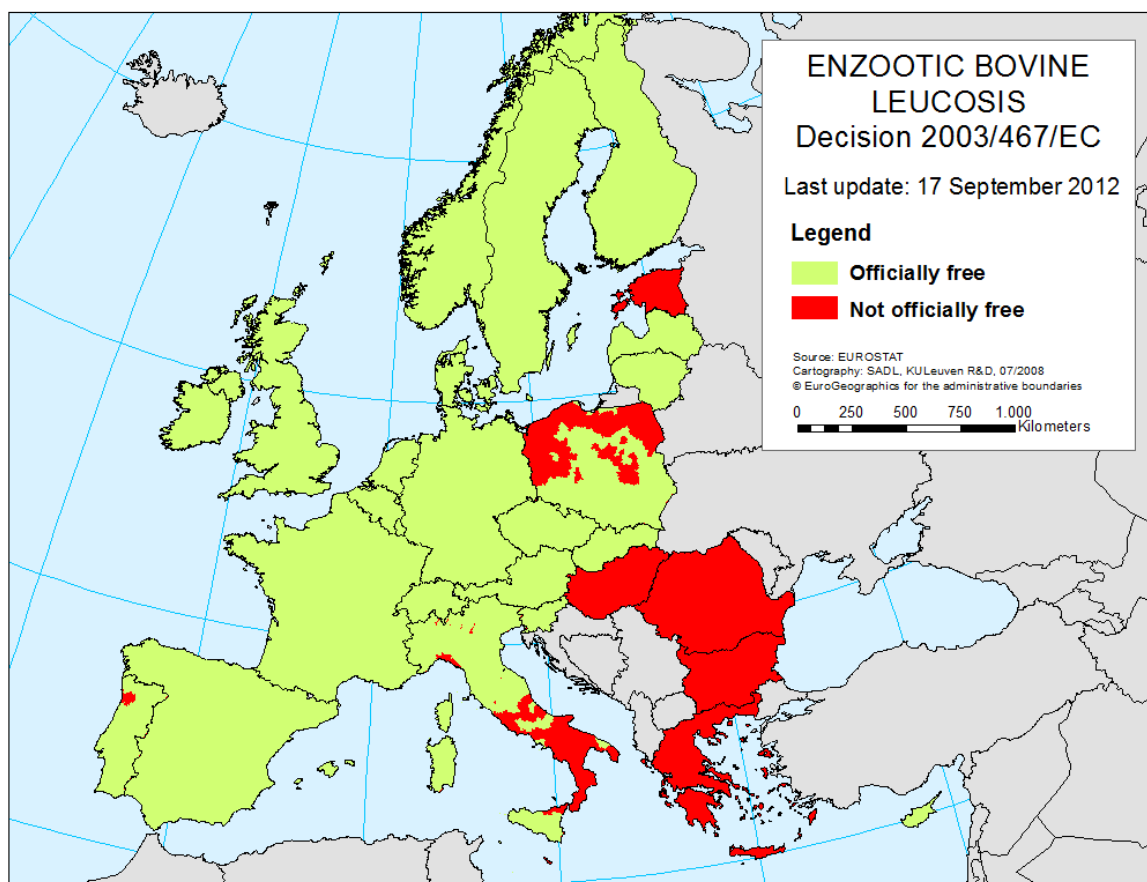 ENZOOTIC BOVINE
LEUCOSIS
Decision 2003/467/EC
Last update: 17 September 2012
Legend
Officially free
Not officially free
Source: EUROSTAT
Cartography: SADL, KULeuven R&D, 07/2008
© EuroGeographics for the administrative boundaries
0 250 500 750 1.000
Kilometers